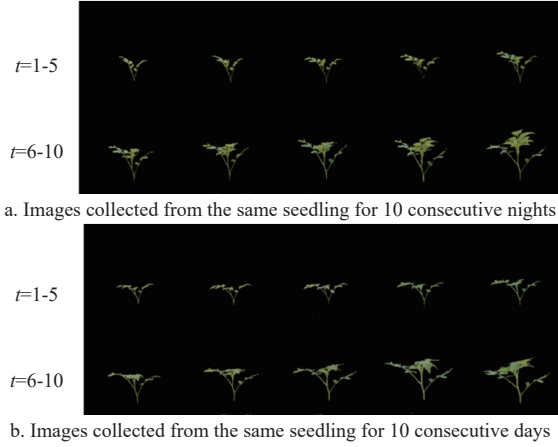 t=1-5
t=6-10
a. Images collected from the same seedling for 10 consecutive nights
t=1-5
t=6-10
b. Images collected from the same seedling for 10 consecutive days